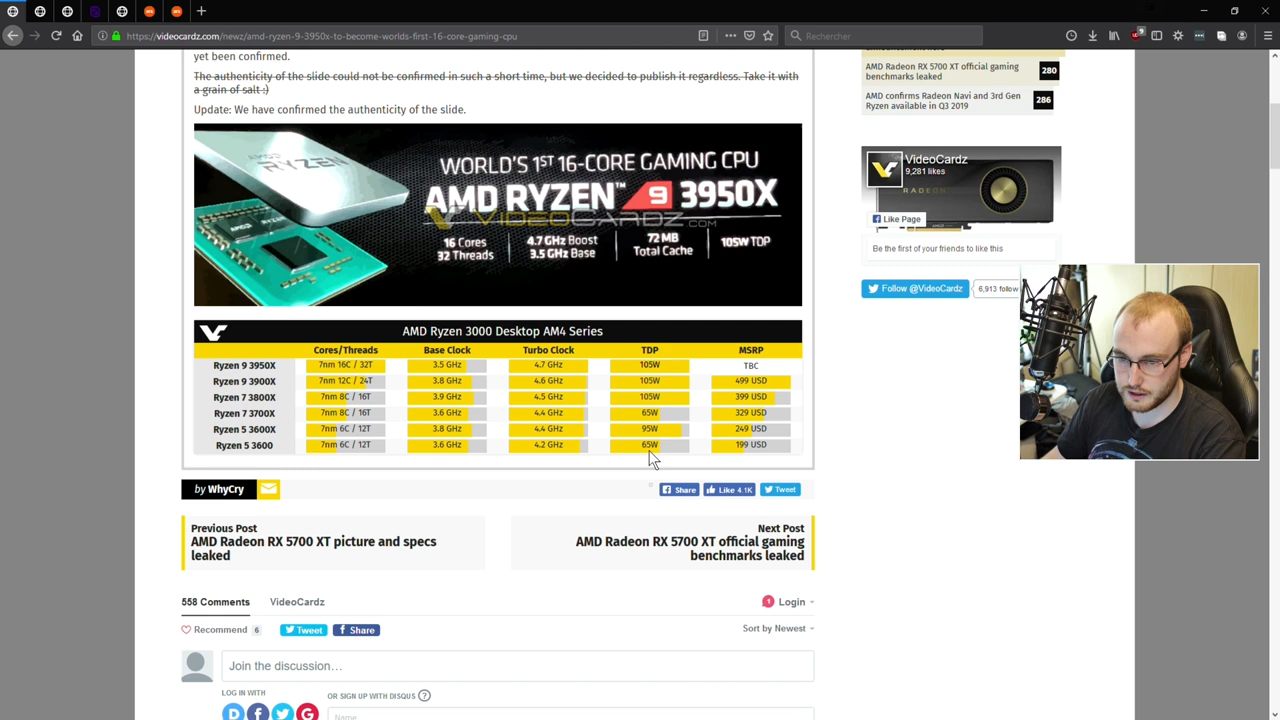 https://videocardz.com/newz/amd-ryzen-9-3950x-to-become-worlds-first-16-core-gaming-cpu
Rechercher
yet been confirmed.
The authenticity of the slide could not be confirmed in such a short time, but we decided to publish it regardless. Take it with
a grain of salt :)
Update: We have confirmed the authenticity of the slide.
WORLD'S 1ST 16-CORE GAMING CPU
AMD RYZEN™ 9 3950X
VIDEOCARDZ.COM
16 Cores
32 Threads
4.7 GHz Boost
3.5 GHz Base
72 MB
Total Cache
105W TDP
AMD Ryzen 3000 Desktop AM4 Series
Cores/Threads Base Clock Turbo Clock TDP MSRP
Ryzen 9 3950X 7nm 16C / 32T 3.5 GHz 4.7 GHz 105W TBC
Ryzen 9 3900X 7nm 12C / 24T 3.8 GHz 4.6 GHz 105W 499 USD
Ryzen 7 3800X 7nm 8C / 16T 3.9 GHz 4.5 GHz 105W 399 USD
Ryzen 7 3700X 7nm 8C / 16T 3.6 GHz 4.4 GHz 65W 329 USD
Ryzen 5 3600X 7nm 6C / 12T 3.8 GHz 4.4 GHz 95W 249 USD
Ryzen 5 3600 7nm 6C / 12T 3.6 GHz 4.2 GHz 65W 199 USD
by WhyCry
Share
Like 4.1K
Tweet
Previous Post
AMD Radeon RX 5700 XT picture and specs
leaked
Next Post
AMD Radeon RX 5700 XT official gaming
benchmarks leaked
558 Comments
VideoCardz
1 Login
Recommend 6
Tweet
Share
Sort by Newest
Join the discussion…
LOG IN WITH
OR SIGN UP WITH DISQUS ?
Name
AMD Radeon RX 5700 XT official gaming
benchmarks leaked
280
AMD confirms Radeon Navi and 3rd Gen
Ryzen available in Q3 2019
286
VideoCardz
9,281 likes
RADEON
Like Page
Be the first of your friends to like this
Follow @VideoCardz
6,913 follow